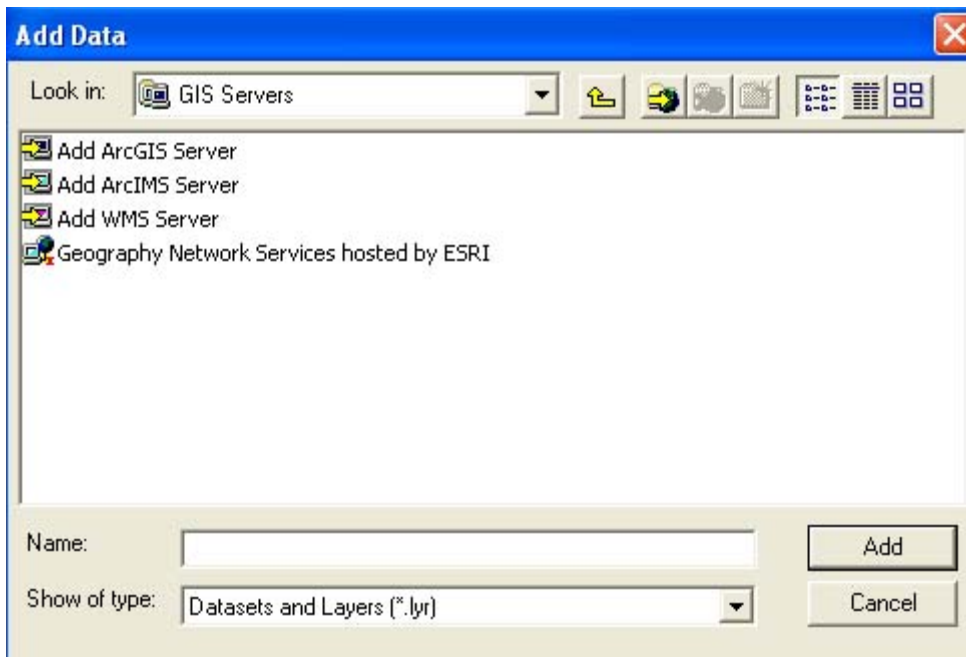 Add Data
Look in: GIS Servers
Add ArcGIS Server
Add ArcIMS Server
Add WMS Server
Geography Network Services hosted by ESRI
Name: Add
Show of type: Datasets and Layers (*.lyr) Cancel